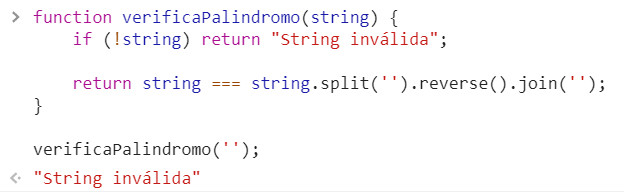 function verificaPalindromo(string) {
    if (!string) return "String inválida";

    return string === string.split('').reverse().join('');
}

verificaPalindromo('');
"String inválida"